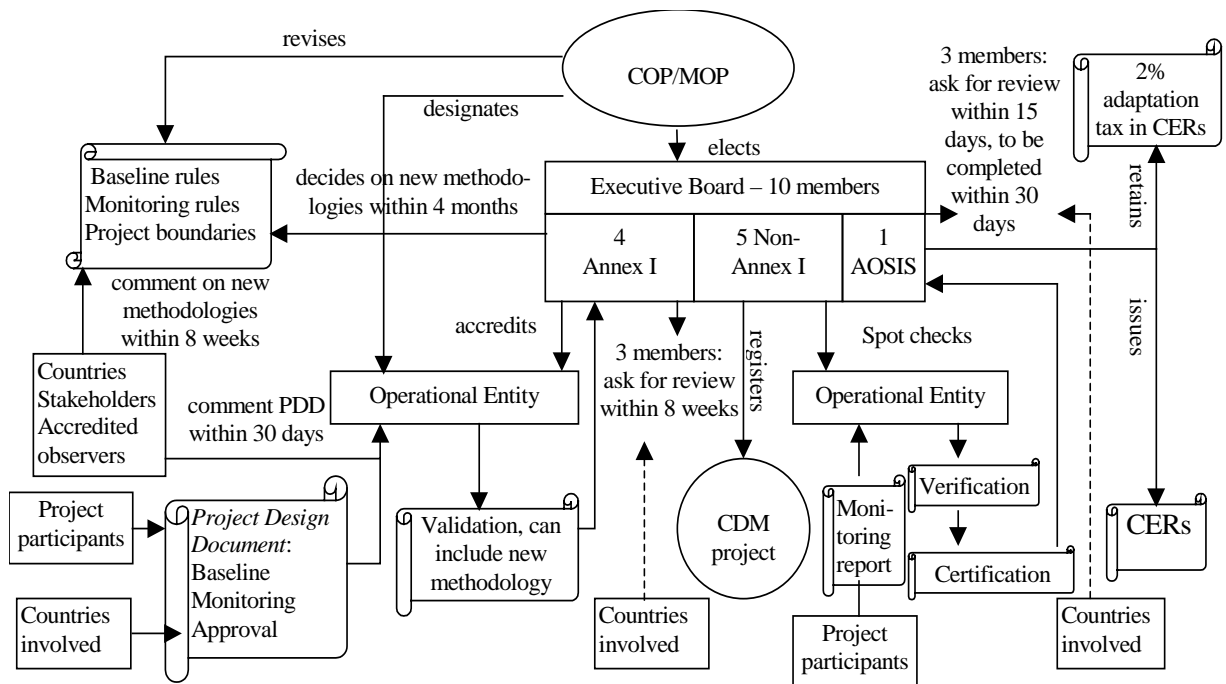 revises
COP/MOP
designates
elects
3 members:
ask for review
within 15
days, to be
completed
within 30
days
2%
adaptation
tax in CERs
retains
Baseline rules
Monitoring rules
Project boundaries
decides on new methodo-
logies within 4 months
Executive Board – 10 members
4
Annex I
5 Non-
Annex I
1
AOSIS
comment on new
methodologies
within 8 weeks
accredits
3 members:
ask for review
within 8 weeks
registers
Spot checks
issues
Countries
Stakeholders
Accredited
observers
comment PDD
within 30 days
Operational Entity
Operational Entity
Project
participants
Project Design
Document:
Baseline
Monitoring
Approval
Countries
involved
Validation, can
include new
methodology
Countries
involved
CDM
project
Moni-
toring
report
Verification
Certification
Project
participants
Countries
involved
CERs